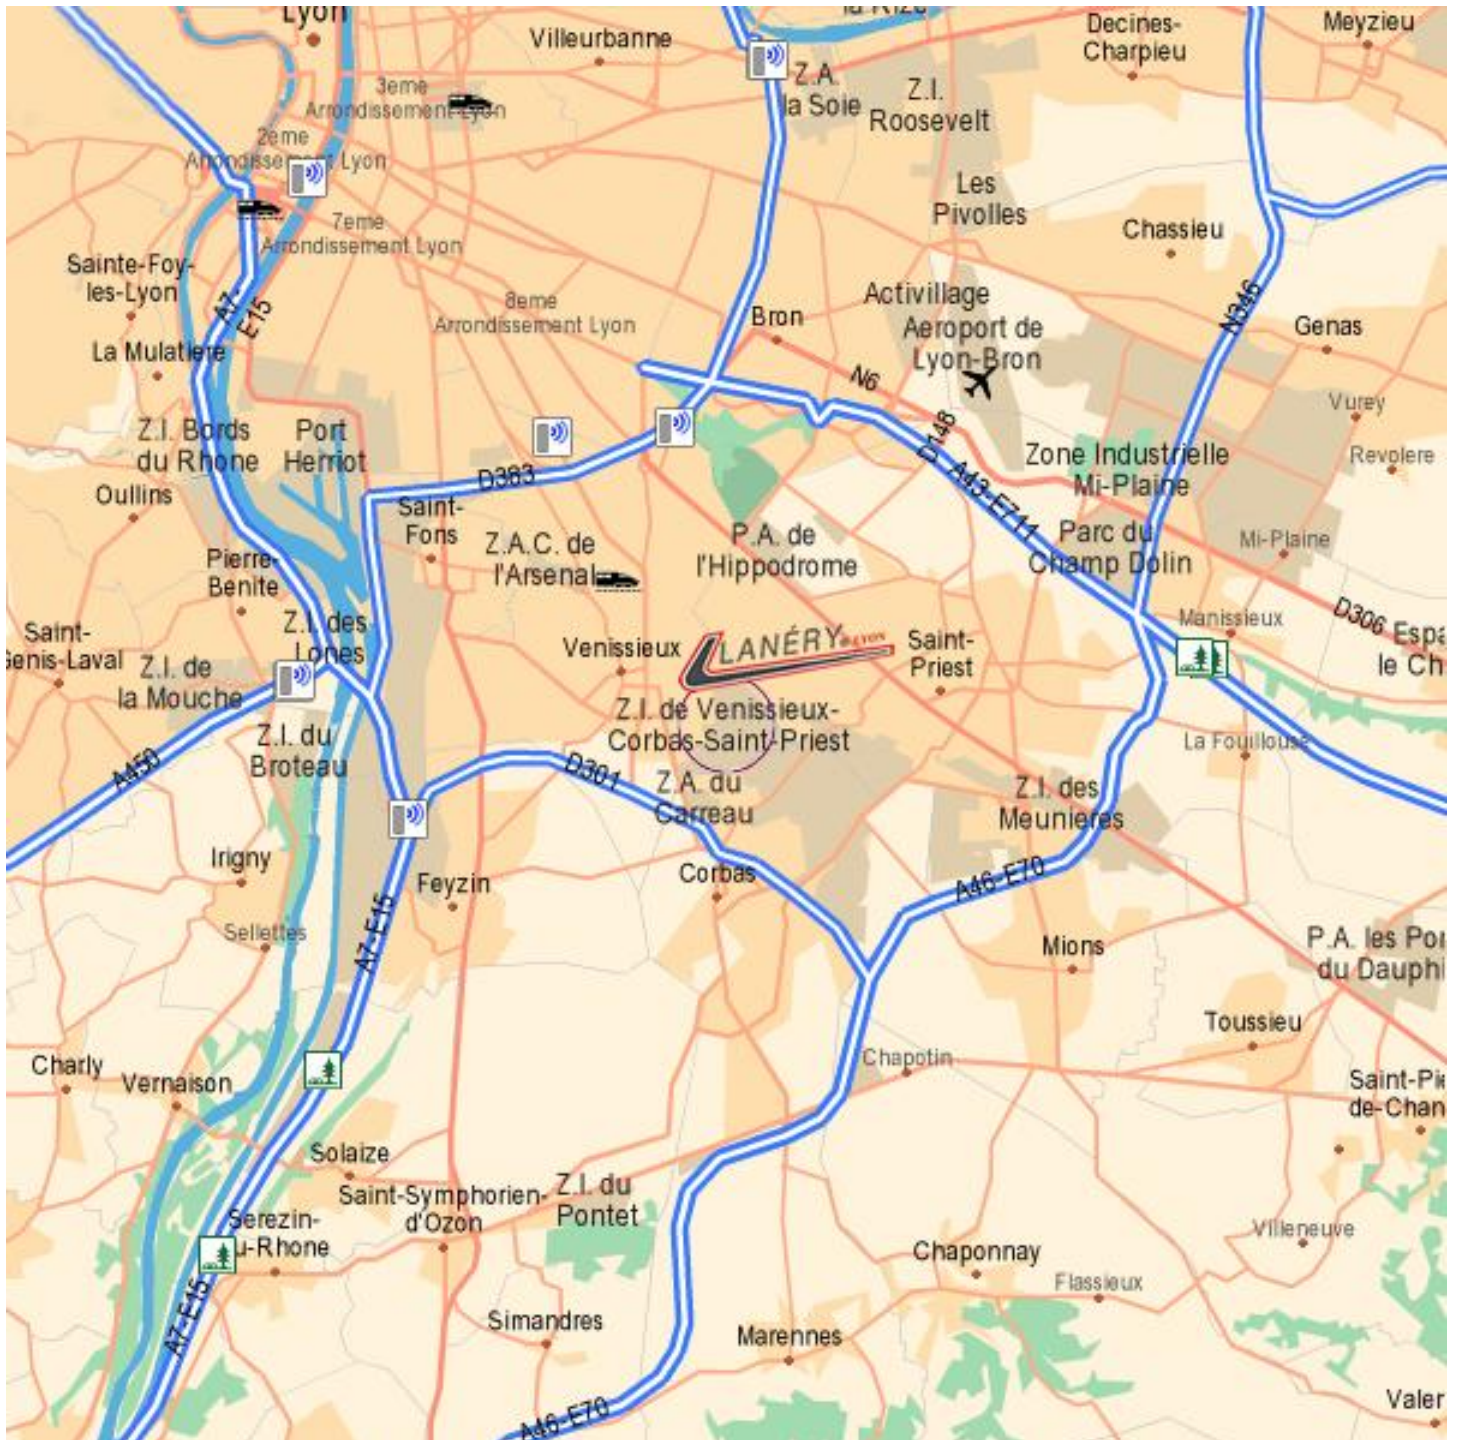 Lyon
Villeurbanne
la Rize
Decines-
Charpieu
Meyzieu
3eme
Arrondissement Lyon
Z.A.
la Soie
Z.I.
Roosevelt
2eme
Arrondissement Lyon
Les
Pivolles
7eme
Arrondissement Lyon
Chassieu
Sainte-Foy-
les-Lyon
A7-
E15
8eme
Arrondissement Lyon
Bron
Activillage
Aeroport de
Lyon-Bron
N346
Genas
La Mulatiere
N6
Vurey
Z.I. Bords
du Rhone
Port
Herriot
D148
Zone Industrielle
Mi-Plaine
Revolere
Oullins
D383
A43-E711
Saint-
Fons
Z.A.C. de
l'Arsenal
P.A. de
l'Hippodrome
Parc du
Champ Dolin
Mi-Plaine
Pierre-
Benite
Z.I. des
Lones
Manissieux
D306
Espa
le Ch
Saint-
Genis-Laval
Z.I. de
la Mouche
Venissieux
LANÉRY
LYON
Saint-
Priest
Z.I. de Venissieux-
Corbas-Saint-Priest
La Fouillouse
Z.I. du
Broteau
A450
D301
Z.A. du
Carreau
Z.I. des
Meunieres
Irigny
Feyzin
Corbas
A46-E70
Sellettes
A7-E15
Mions
P.A. les Por
du Dauphi
Toussieu
Charly
Vernaison
Chapotin
Saint-Pie
de-Chan
Solaize
Saint-Symphorien-
d'Ozon
Z.I. du
Pontet
Serezin-
u-Rhone
Villeneuve
Chaponnay
Flassieux
A7-E15
Simandres
Marennes
A46-E70
Valer